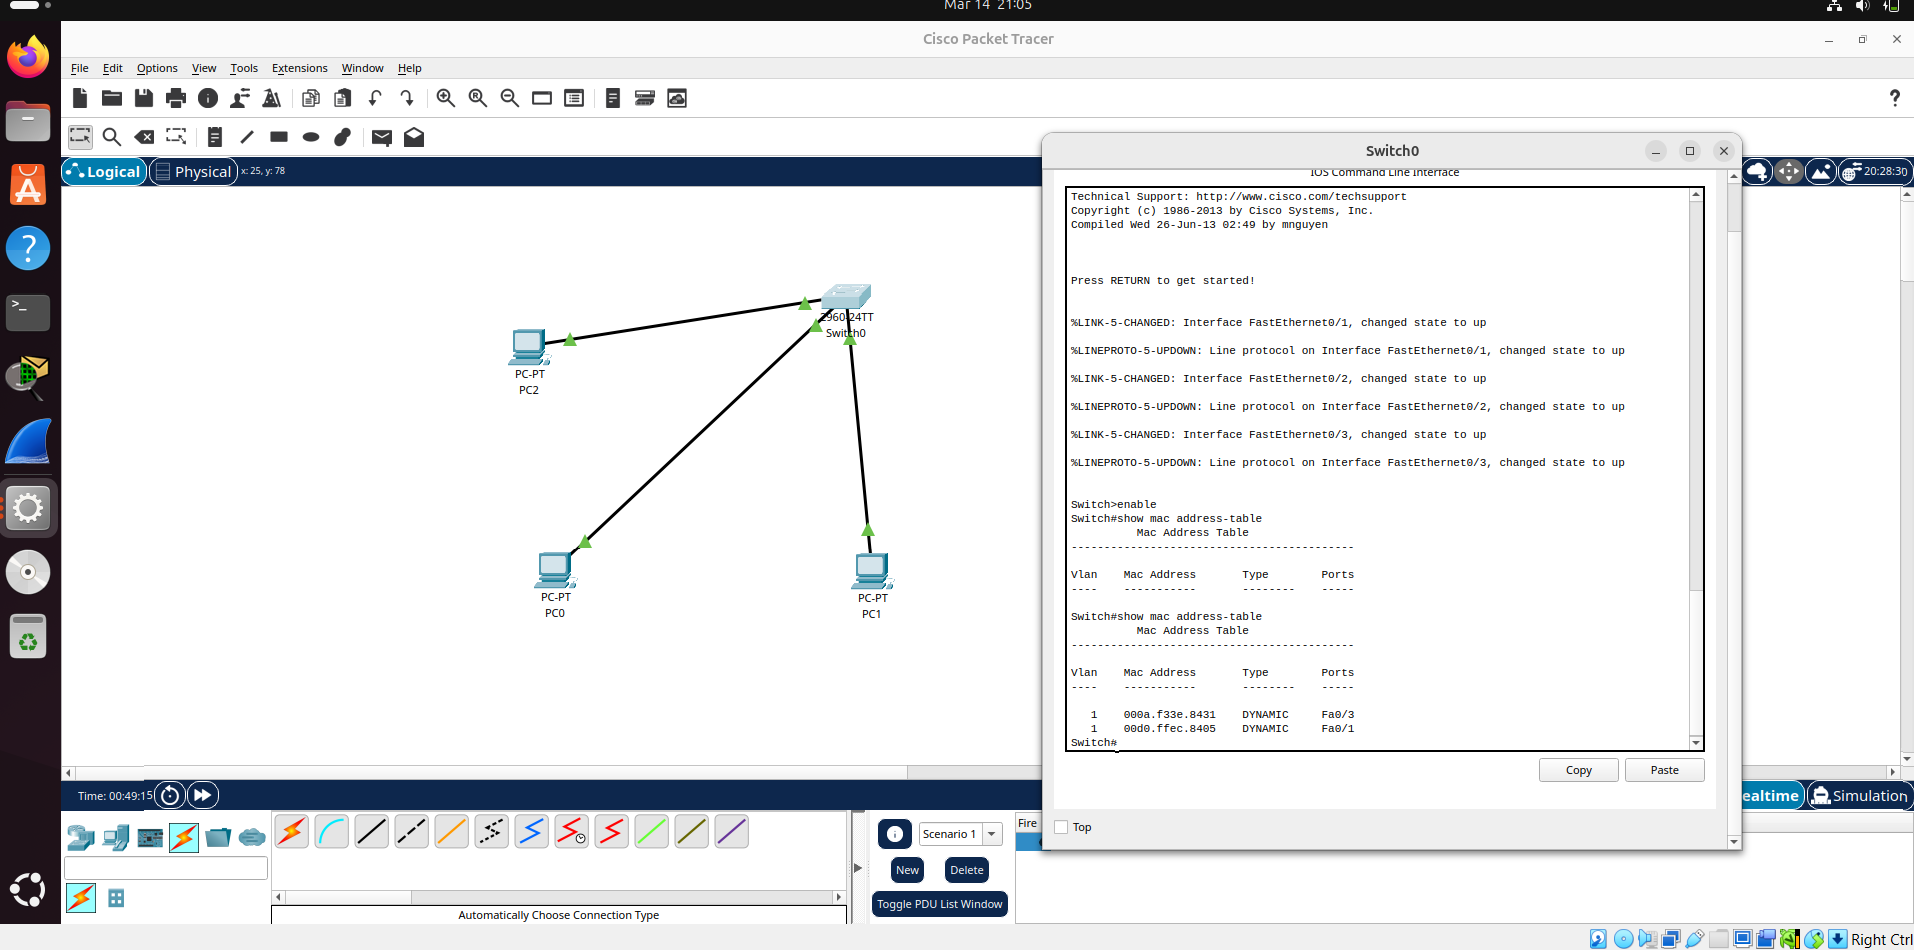 Mar 14 21:05
Cisco Packet Tracer
File Edit Options View Tools Extensions Window Help
Logical Physical x: 25, y: 78
20:28:30
2960-24TT
Switch0
PC-PT
PC2
PC-PT
PC0
PC-PT
PC1
Switch0
IOS Command Line Interface
Technical Support: http://www.cisco.com/techsupport
Copyright (c) 1986-2013 by Cisco Systems, Inc.
Compiled Wed 26-Jun-13 02:49 by mnguyen
Press RETURN to get started!
%LINK-5-CHANGED: Interface FastEthernet0/1, changed state to up
%LINEPROTO-5-UPDOWN: Line protocol on Interface FastEthernet0/1, changed state to up
%LINK-5-CHANGED: Interface FastEthernet0/2, changed state to up
%LINEPROTO-5-UPDOWN: Line protocol on Interface FastEthernet0/2, changed state to up
%LINK-5-CHANGED: Interface FastEthernet0/3, changed state to up
%LINEPROTO-5-UPDOWN: Line protocol on Interface FastEthernet0/3, changed state to up
Switch>enable
Switch#show mac address-table
Mac Address Table
-------------------------------------------
Vlan Mac Address Type Ports
---- ----------- -------- -----
Switch#show mac address-table
Mac Address Table
-------------------------------------------
Vlan Mac Address Type Ports
---- ----------- -------- -----
1 000a.f33e.8431 DYNAMIC Fa0/3
1 00d0.ffec.8405 DYNAMIC Fa0/1
Switch#
Copy Paste
Top
Time: 00:49:15
ealtime Simulation
Scenario 1
Fire
New Delete
Toggle PDU List Window
Automatically Choose Connection Type
Right Ctrl